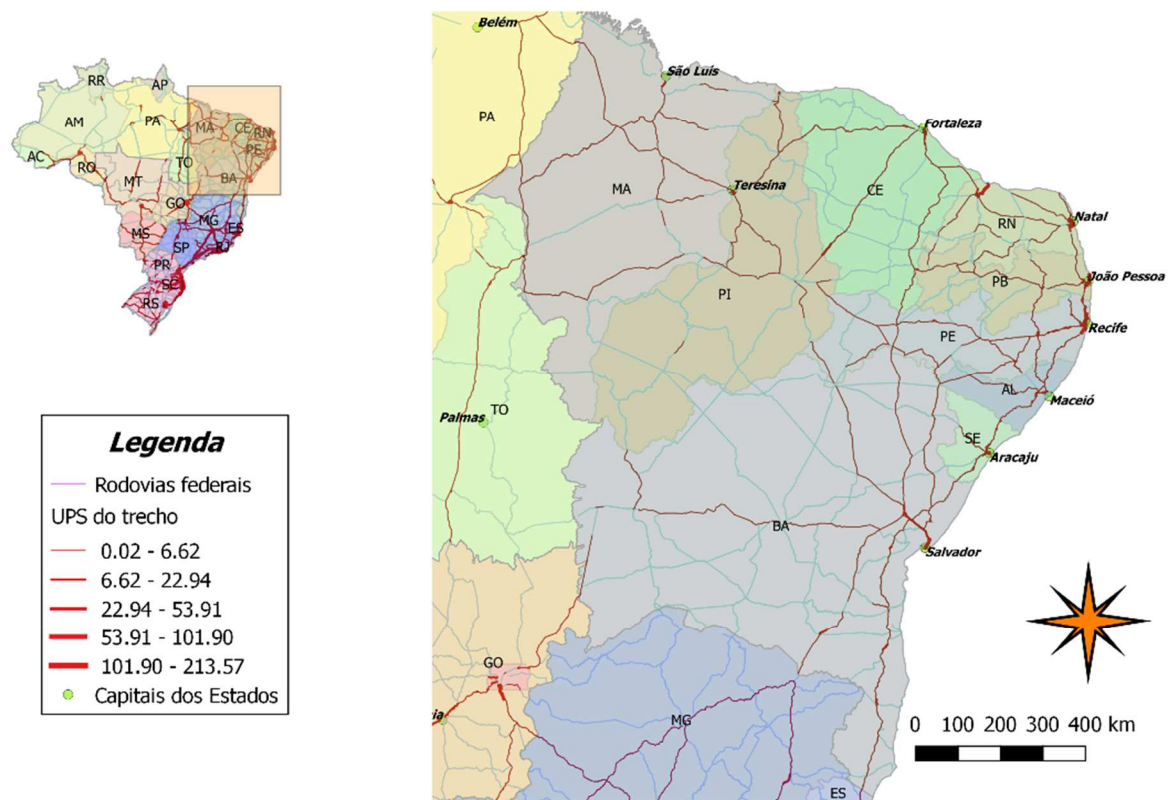 RR
AP
AM
PA
MA
CE
RN
PE
AC
RO
TO
MT
BA
GO
MG
ES
MS
SP
RJ
PR
SC
RS
Legenda
Rodovias federais
UPS do trecho
0.02 - 6.62
6.62 - 22.94
22.94 - 53.91
53.91 - 101.90
101.90 - 213.57
Capitais dos Estados
Belém
São Luís
PA
Fortaleza
MA
Teresina
CE
RN
Natal
PI
PB
João Pessoa
PE
Recife
AL
Maceió
Palmas
TO
SE
Aracaju
BA
Salvador
GO
MG
ia
ES
0 100 200 300 400 km